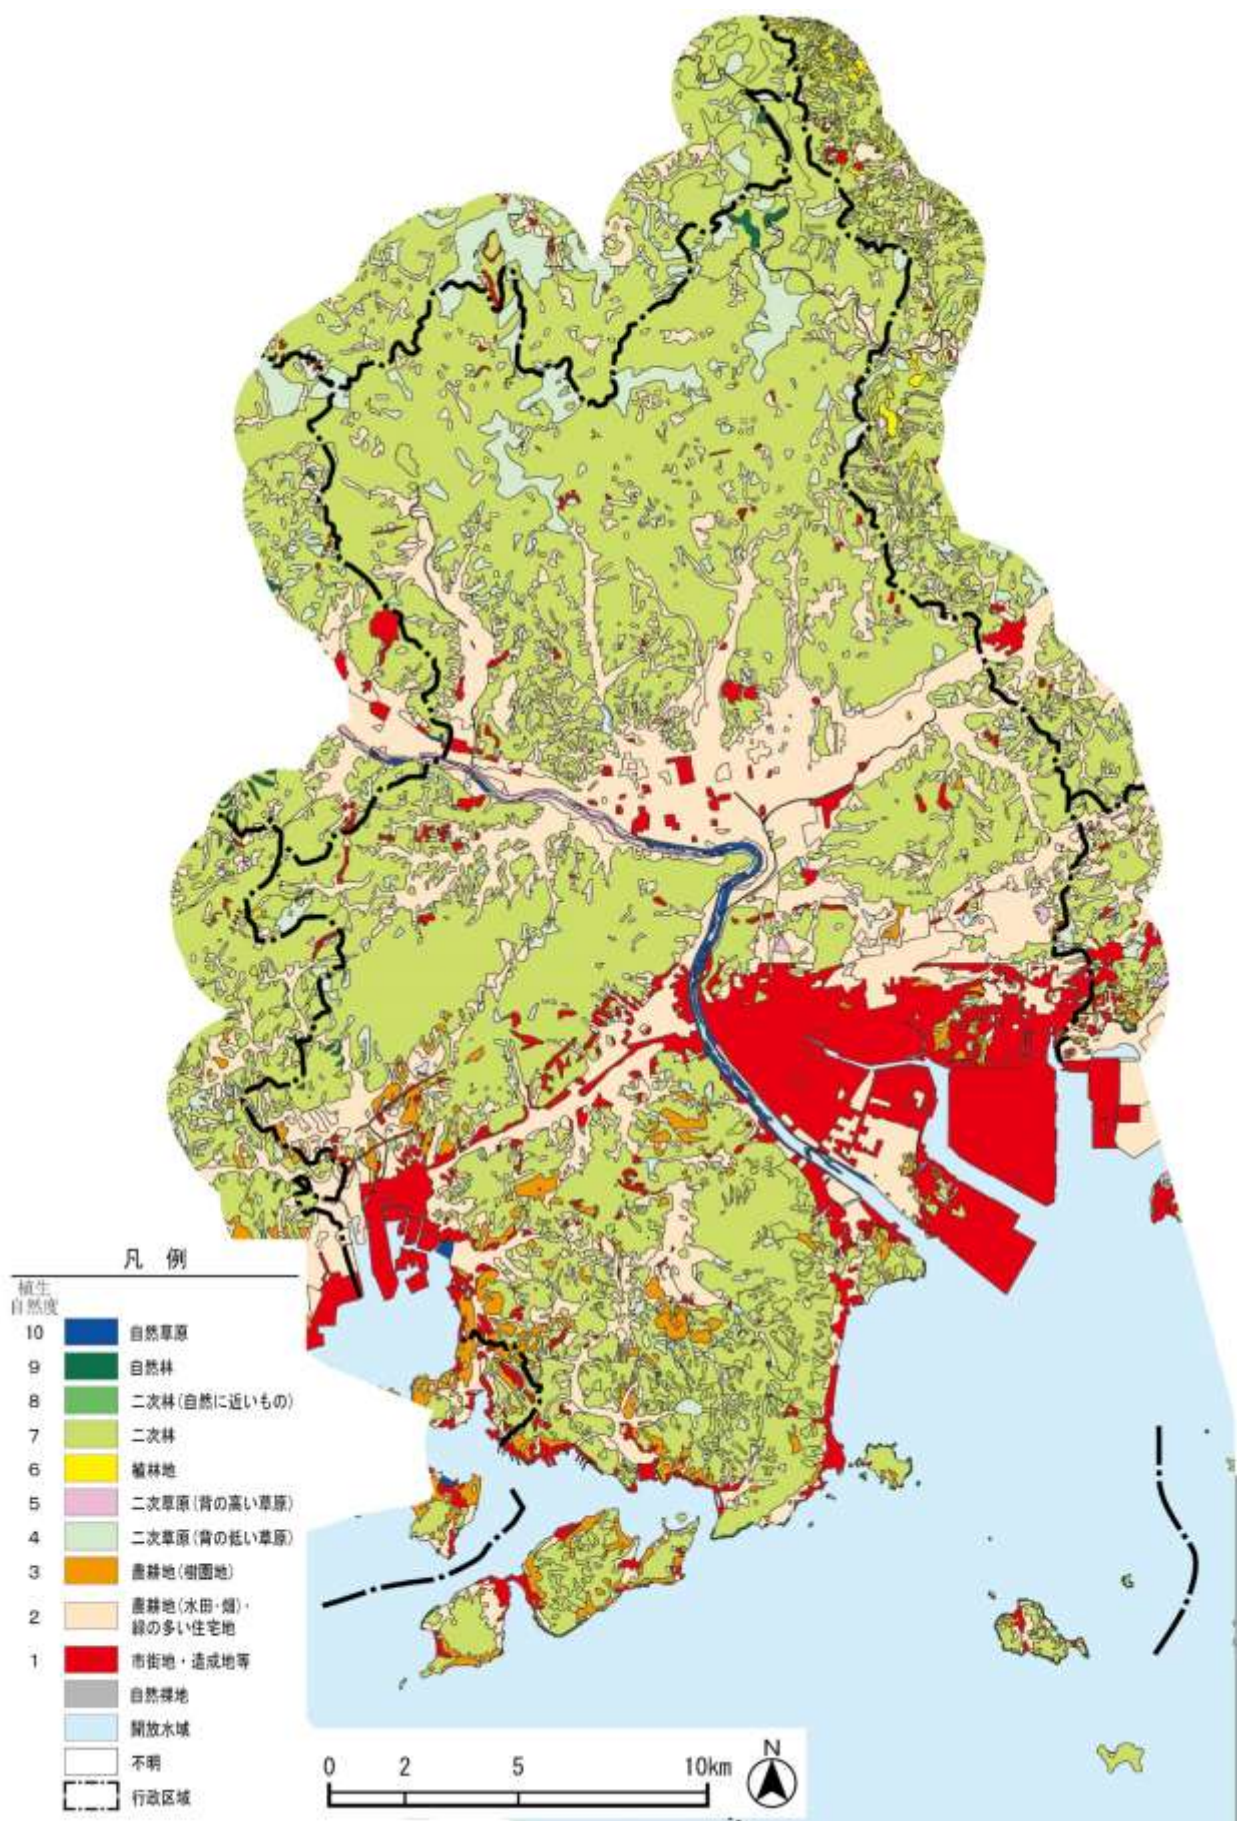 凡 例
植生
自然度
10 自然草原
9 自然林
8 二次林(自然に近いもの)
7 二次林
6 植林地
5 二次草原(背の高い草原)
4 二次草原(背の低い草原)
3 農耕地(樹園地)
2 農耕地(水田・畑)・
緑の多い住宅地
1 市街地・造成地等
自然裸地
開放水域
不明
行政区域
0 2 5 10km
N